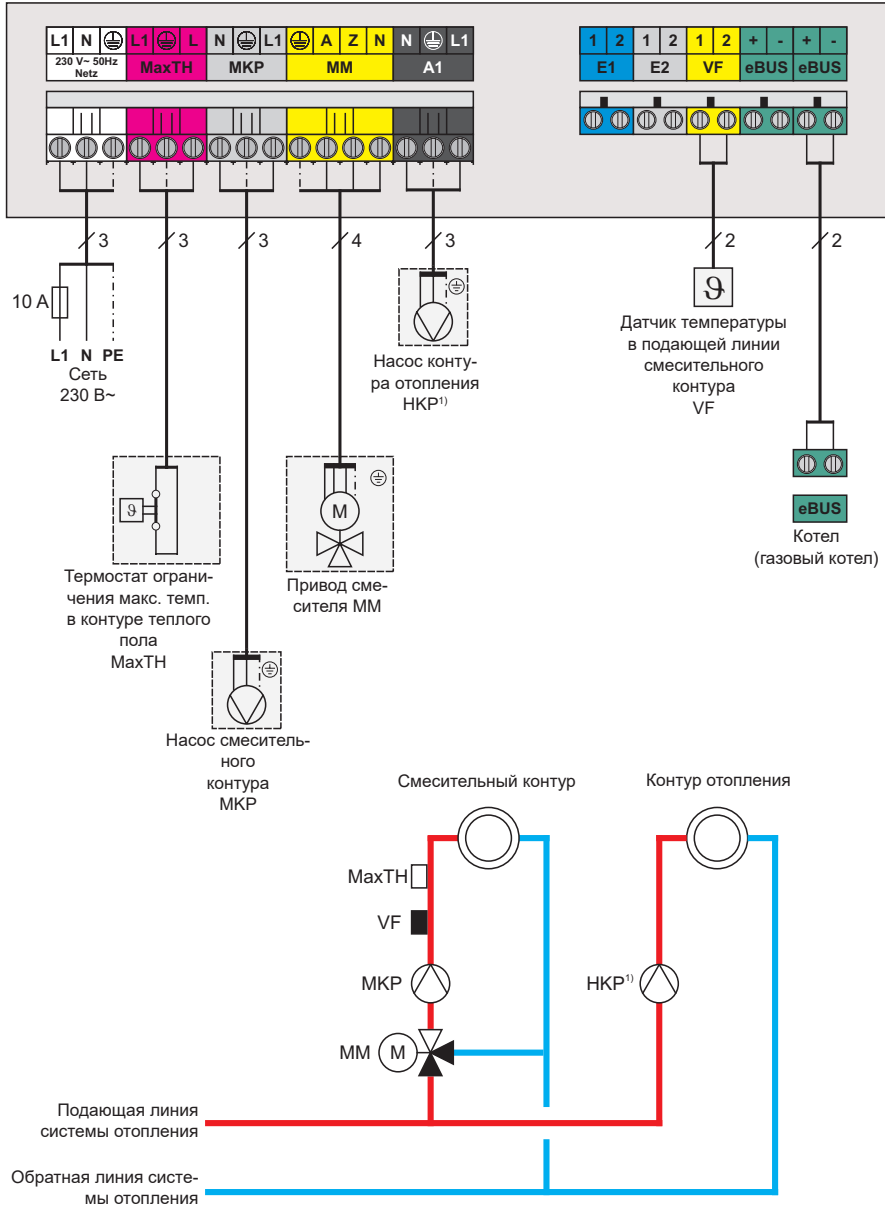 L1 N L1 L N L1 A Z N N L1
230 V~ 50Hz
Netz
MaxTH MKP MM A1
1 2 1 2 1 2 + - + -
E1 E2 VF eBUS eBUS
3 3 3 4 3 2 2
10 A
L1 N PE
Сеть
230 В~
Насос конту-
ра отопления
HKP¹⁾
ϑ
Датчик температуры
в подающей линии
смесительного
контура
VF
ϑ
Термостат ограни-
чения макс. темп.
в контуре теплого
пола
MaxTH
M
Привод сме-
сителя ММ
eBUS
Котел
(газовый котел)
Насос смеситель-
ного
контура
MKP
Смесительный контур
Контур отопления
MaxTH
VF
MKP
HKP¹⁾
MM M
Подающая линия
системы отопления
Обратная линия систе-
мы отопления